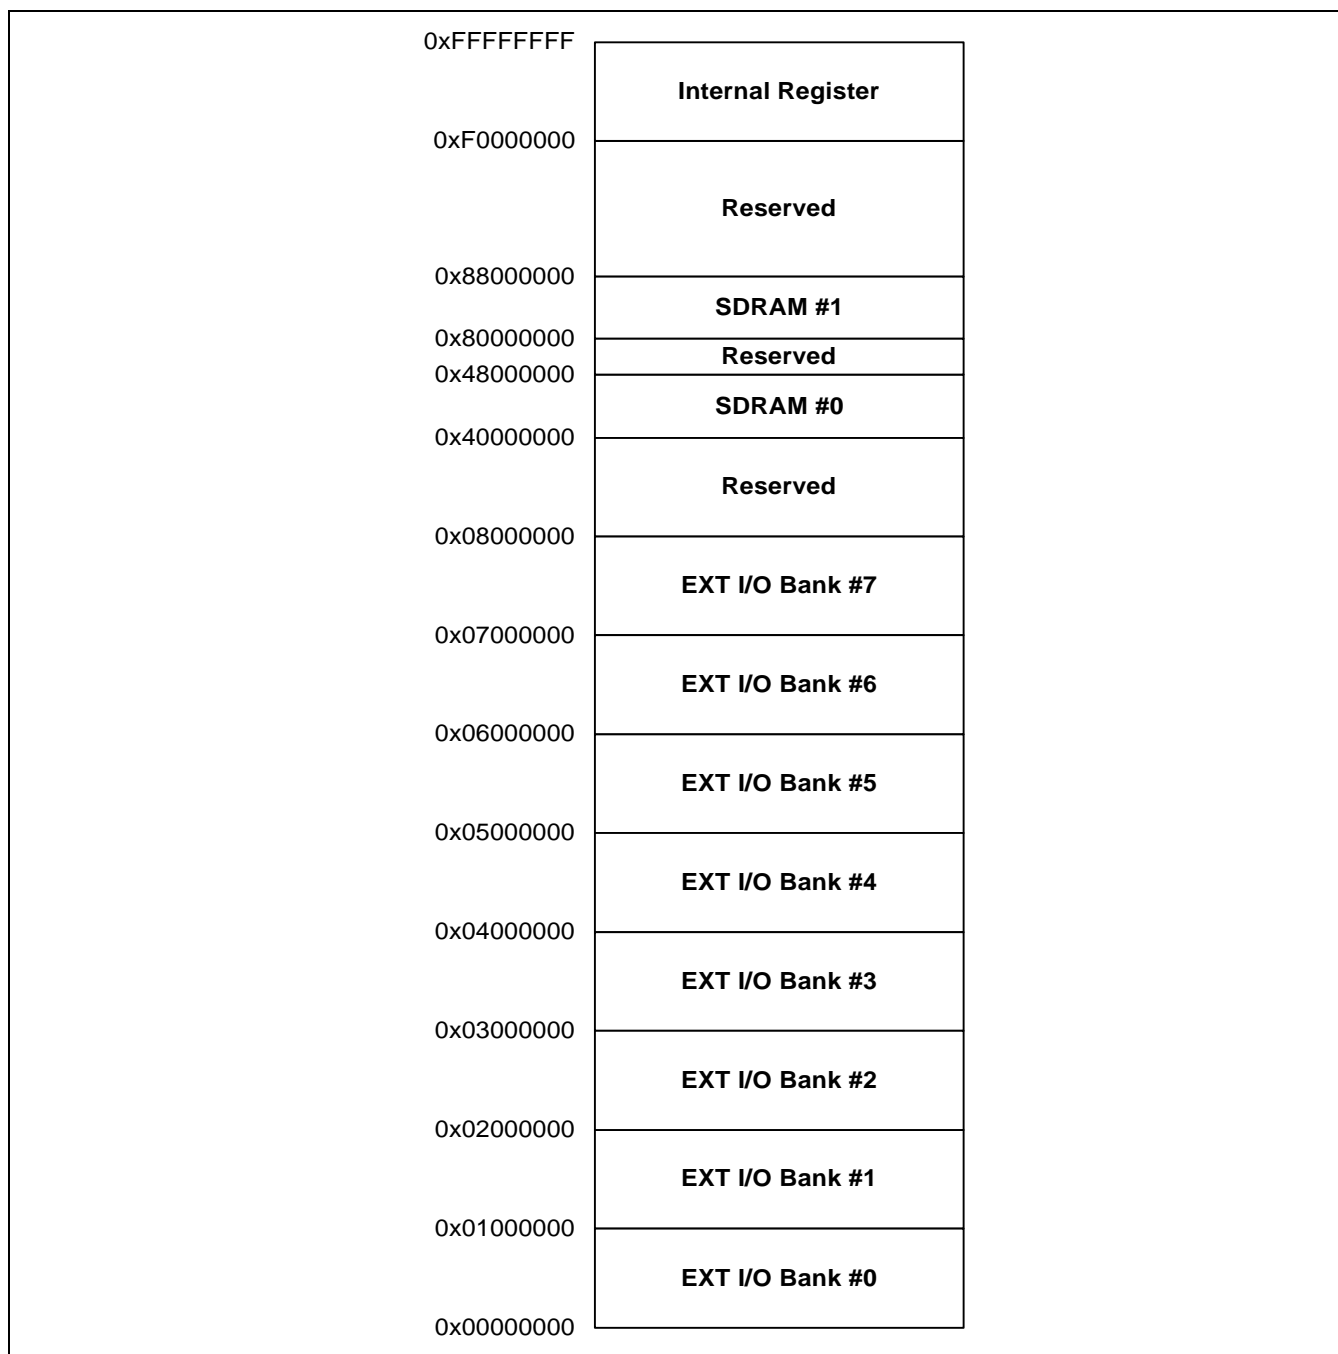 0xFFFFFFFF
Internal Register
0xF0000000
Reserved
0x88000000
SDRAM #1
0x80000000
Reserved
0x48000000
SDRAM #0
0x40000000
Reserved
0x08000000
EXT I/O Bank #7
0x07000000
EXT I/O Bank #6
0x06000000
EXT I/O Bank #5
0x05000000
EXT I/O Bank #4
0x04000000
EXT I/O Bank #3
0x03000000
EXT I/O Bank #2
0x02000000
EXT I/O Bank #1
0x01000000
EXT I/O Bank #0
0x00000000